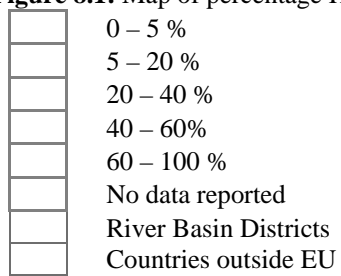 Figure 8.1: Map of percentage
0 – 5 %
5 – 20 %
20 – 40 %
40 – 60%
60 – 100 %
No data reported
River Basin Districts
Countries outside EU